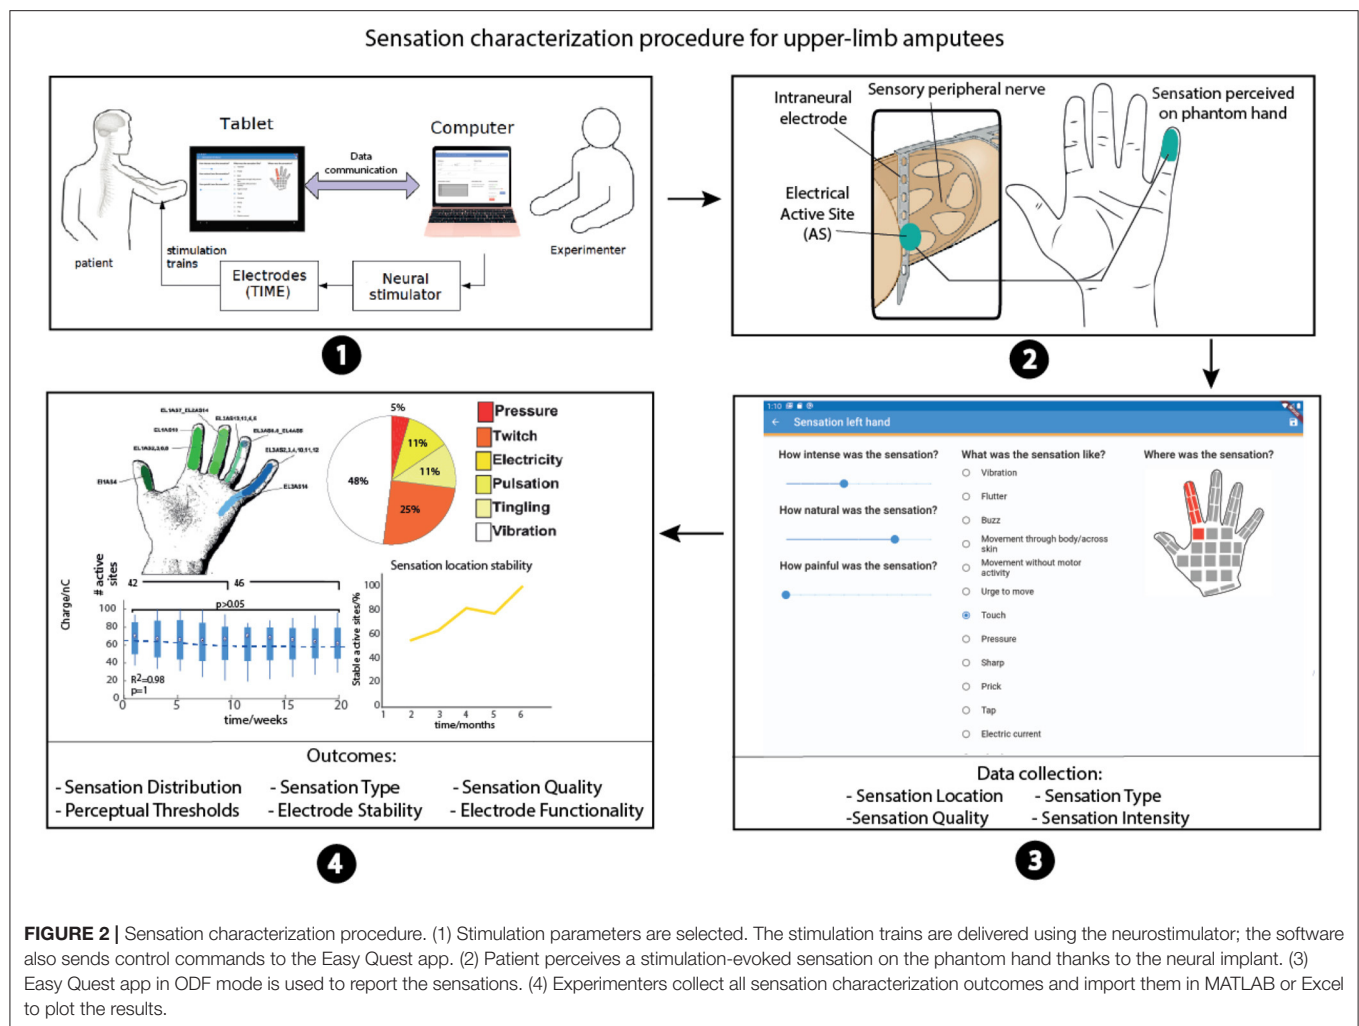 Sensation characterization procedure for upper-limb amputees
Tablet
Computer
Data
communication
patient
stimulation
trains
Electrodes
(TIME)
Neural
stimulator
Experimenter
1
Intraneural
electrode
Sensory peripheral nerve
Sensation perceived
on phantom hand
Electrical
Active Site
(AS)
2
1:10
Sensation left hand
How intense was the sensation?
How natural was the sensation?
How painful was the sensation?
What was the sensation like?
Vibration
Flutter
Buzz
Movement through body/across
skin
Movement without motor
activity
Urge to move
Touch
Pressure
Sharp
Prick
Tap
Electric current
Where was the sensation?
Data collection:
- Sensation Location
- Sensation Type
-Sensation Quality
- Sensation Intensity
3
5%
11%
11%
25%
48%
Pressure
Twitch
Electricity
Pulsation
Tingling
Vibration
# active
sites
42
46
Charge/nC
p>0.05
100
80
60
40
20
0
R2=0.98
p=1
0
5
10
15
20
time/weeks
Sensation location stability
Stable active sites/%
100
80
60
40
20
0
1
2
3
4
5
6
time/months
Outcomes:
- Sensation Distribution
- Sensation Type
- Sensation Quality
- Perceptual Thresholds
- Electrode Stability
- Electrode Functionality
4
FIGURE 2 | Sensation characterization procedure. (1) Stimulation parameters are selected. The stimulation trains are delivered using the neurostimulator; the software
also sends control commands to the Easy Quest app. (2) Patient perceives a stimulation-evoked sensation on the phantom hand thanks to the neural implant. (3)
Easy Quest app in ODF mode is used to report the sensations. (4) Experimenters collect all sensation characterization outcomes and import them in MATLAB or Excel
to plot the results.